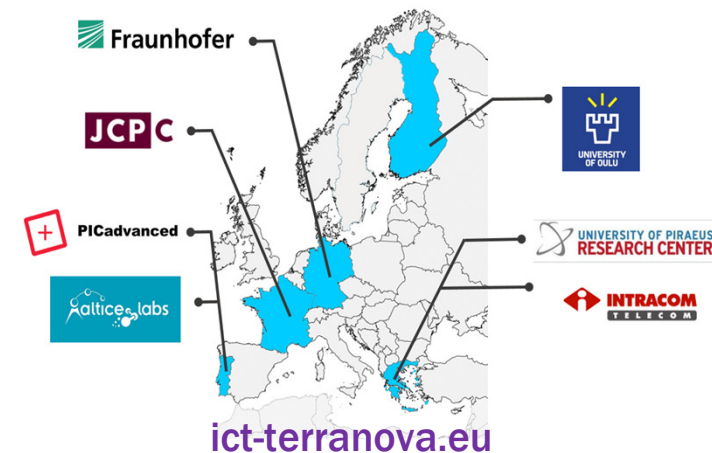 Fraunhofer
JCP C
UNIVERSITY
OF OULU
PICadvanced
UNIVERSITY OF PIRAEUS
RESEARCH CENTER
altice labs
INTRACOM
TELECOM
ict-terranova.eu